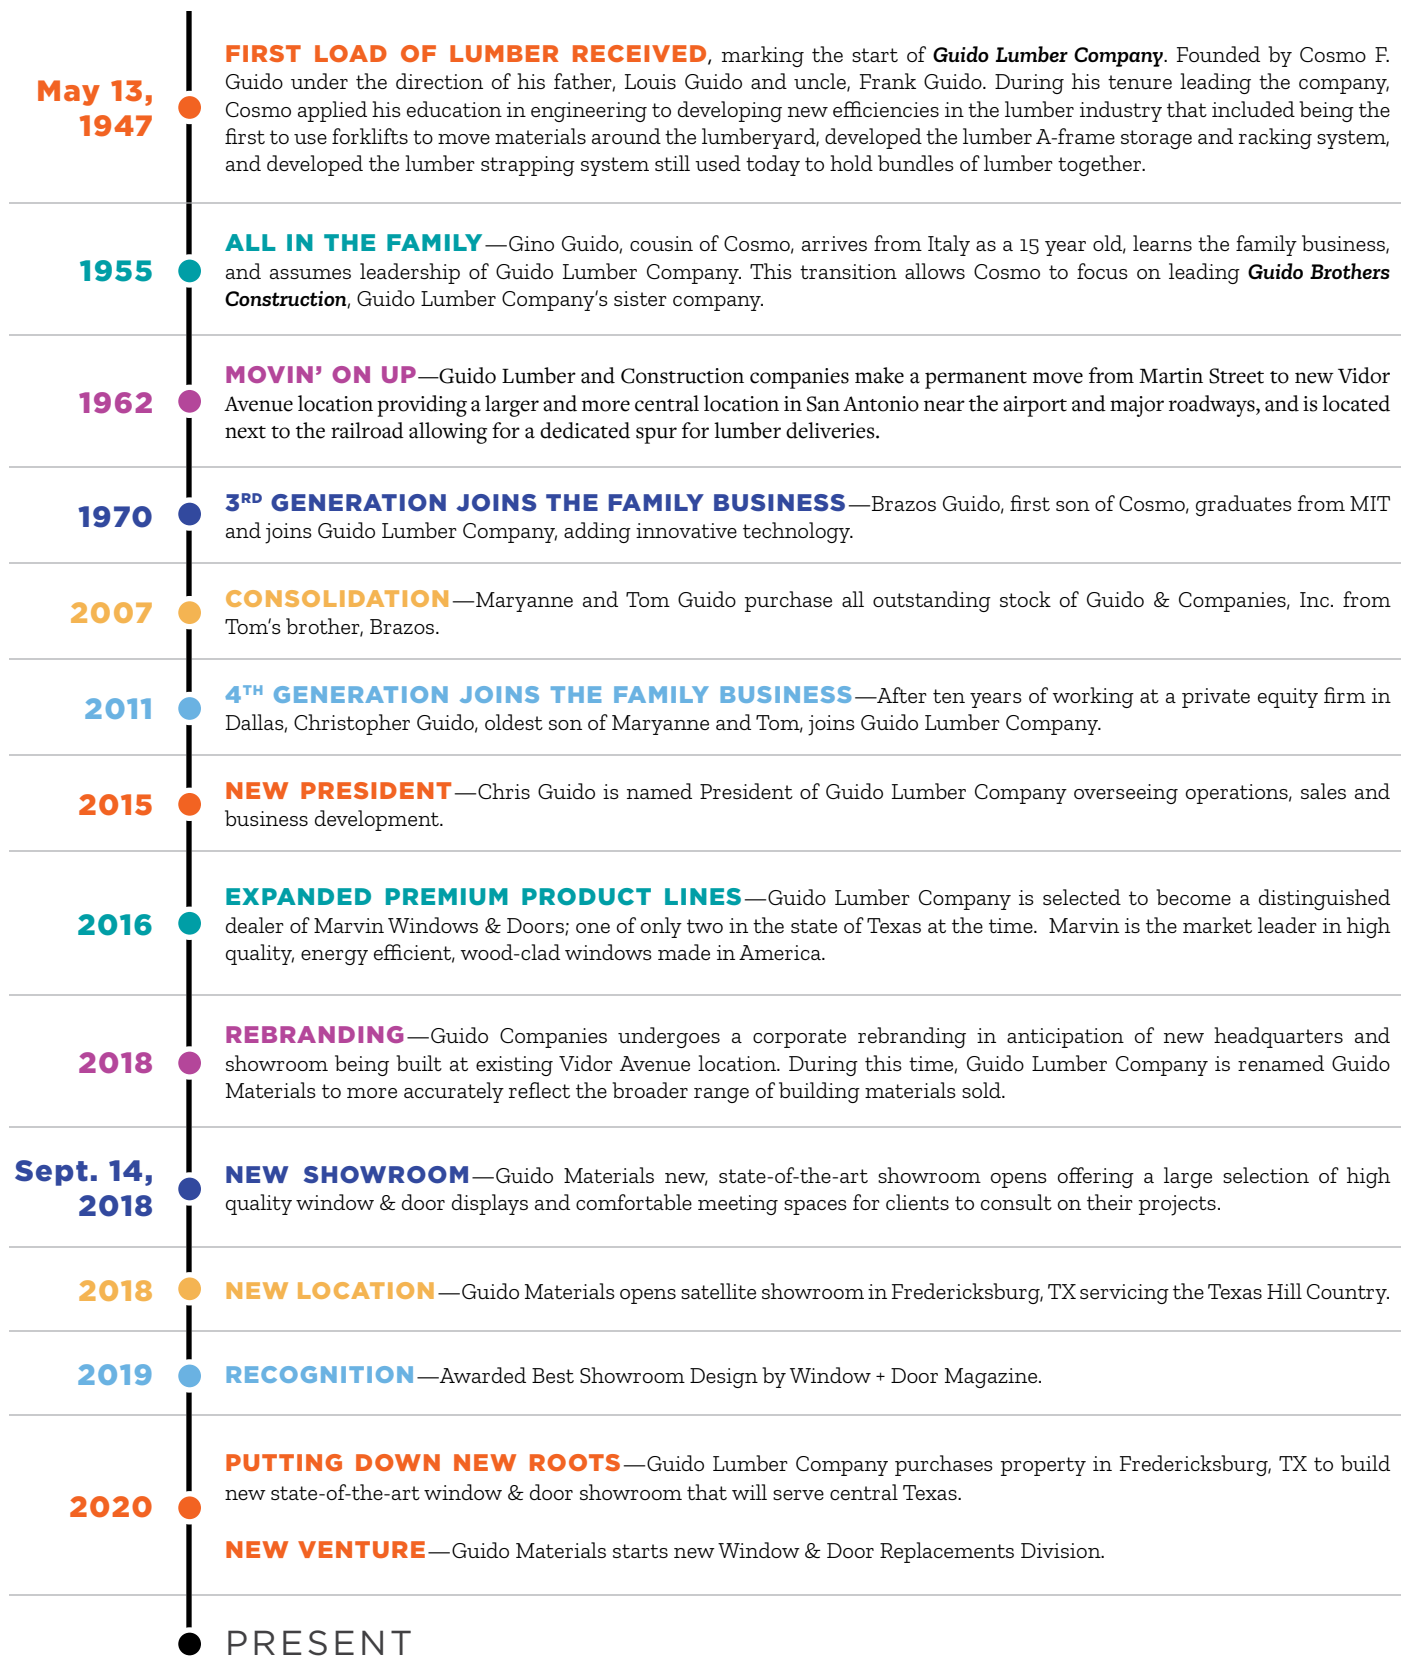 May 13,
1947
FIRST LOAD OF LUMBER RECEIVED, marking the start of Guido Lumber Company. Founded by Cosmo F.
Guido under the direction of his father, Louis Guido and uncle, Frank Guido. During his tenure leading the company,
Cosmo applied his education in engineering to developing new efficiencies in the lumber industry that included being the
first to use forklifts to move materials around the lumberyard, developed the lumber A-frame storage and racking system,
and developed the lumber strapping system still used today to hold bundles of lumber together.
1955
ALL IN THE FAMILY—Gino Guido, cousin of Cosmo, arrives from Italy as a 15 year old, learns the family business,
and assumes leadership of Guido Lumber Company. This transition allows Cosmo to focus on leading Guido Brothers
Construction, Guido Lumber Company's sister company.
1962
MOVIN' ON UP—Guido Lumber and Construction companies make a permanent move from Martin Street to new Vidor
Avenue location providing a larger and more central location in San Antonio near the airport and major roadways, and is located
next to the railroad allowing for a dedicated spur for lumber deliveries.
1970
3RD GENERATION JOINS THE FAMILY BUSINESS—Brazos Guido, first son of Cosmo, graduates from MIT
and joins Guido Lumber Company, adding innovative technology.
2007
CONSOLIDATION—Maryanne and Tom Guido purchase all outstanding stock of Guido & Companies, Inc. from
Tom's brother, Brazos.
2011
4TH GENERATION JOINS THE FAMILY BUSINESS—After ten years of working at a private equity firm in
Dallas, Christopher Guido, oldest son of Maryanne and Tom, joins Guido Lumber Company.
2015
NEW PRESIDENT—Chris Guido is named President of Guido Lumber Company overseeing operations, sales and
business development.
2016
EXPANDED PREMIUM PRODUCT LINES—Guido Lumber Company is selected to become a distinguished
dealer of Marvin Windows & Doors; one of only two in the state of Texas at the time. Marvin is the market leader in high
quality, energy efficient, wood-clad windows made in America.
2018
REBRANDING—Guido Companies undergoes a corporate rebranding in anticipation of new headquarters and
showroom being built at existing Vidor Avenue location. During this time, Guido Lumber Company is renamed Guido
Materials to more accurately reflect the broader range of building materials sold.
Sept. 14,
2018
NEW SHOWROOM—Guido Materials new, state-of-the-art showroom opens offering a large selection of high
quality window & door displays and comfortable meeting spaces for clients to consult on their projects.
2018
NEW LOCATION—Guido Materials opens satellite showroom in Fredericksburg, TX servicing the Texas Hill Country.
2019
RECOGNITION—Awarded Best Showroom Design by Window + Door Magazine.
2020
PUTTING DOWN NEW ROOTS—Guido Lumber Company purchases property in Fredericksburg, TX to build
new state-of-the-art window & door showroom that will serve central Texas.
NEW VENTURE—Guido Materials starts new Window & Door Replacements Division.
PRESENT